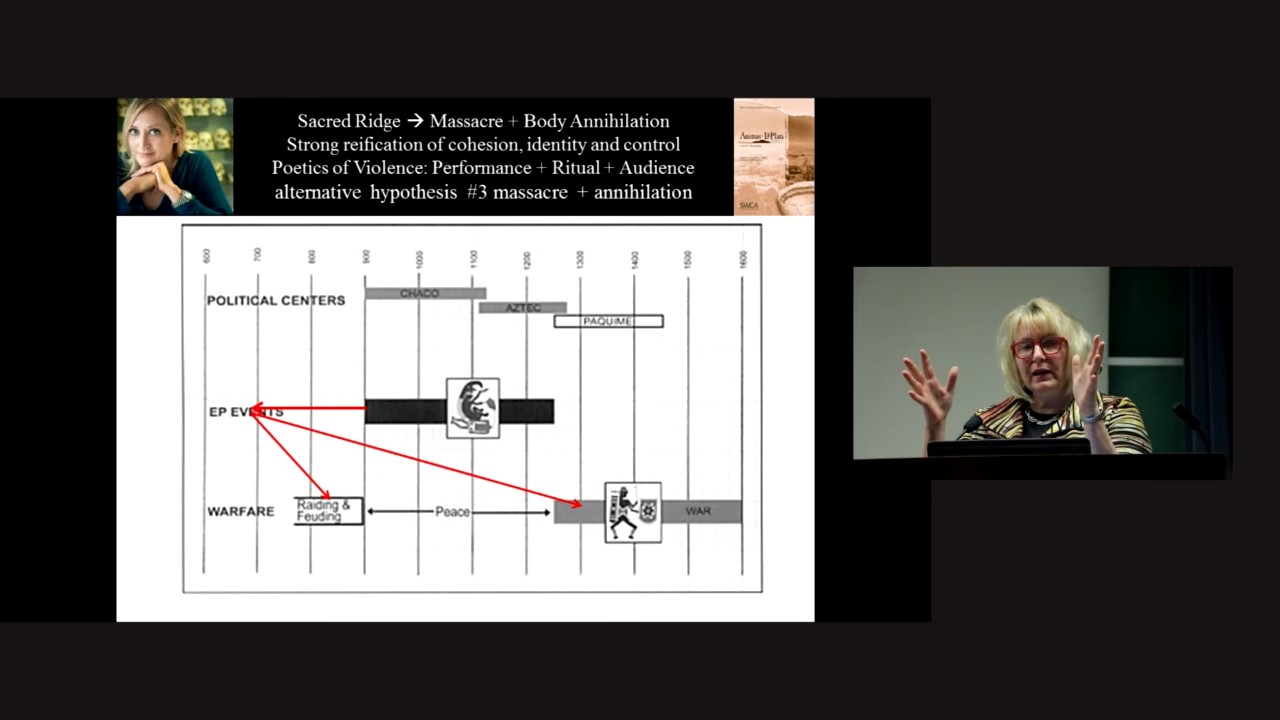 Sacred Ridge → Massacre + Body Annihilation
Strong reification of cohesion, identity and control
Poetics of Violence: Performance + Ritual + Audience
alternative hypothesis #3 massacre + annihilation
Animas-La Plata
SWCA
600 700 800 900 1000 1100 1200 1300 1400 1500 1600
POLITICAL CENTERS
CHACO
AZTEC
PAQUIME
EP EVENTS
WARFARE
Raiding &
Feuding
Peace
WAR